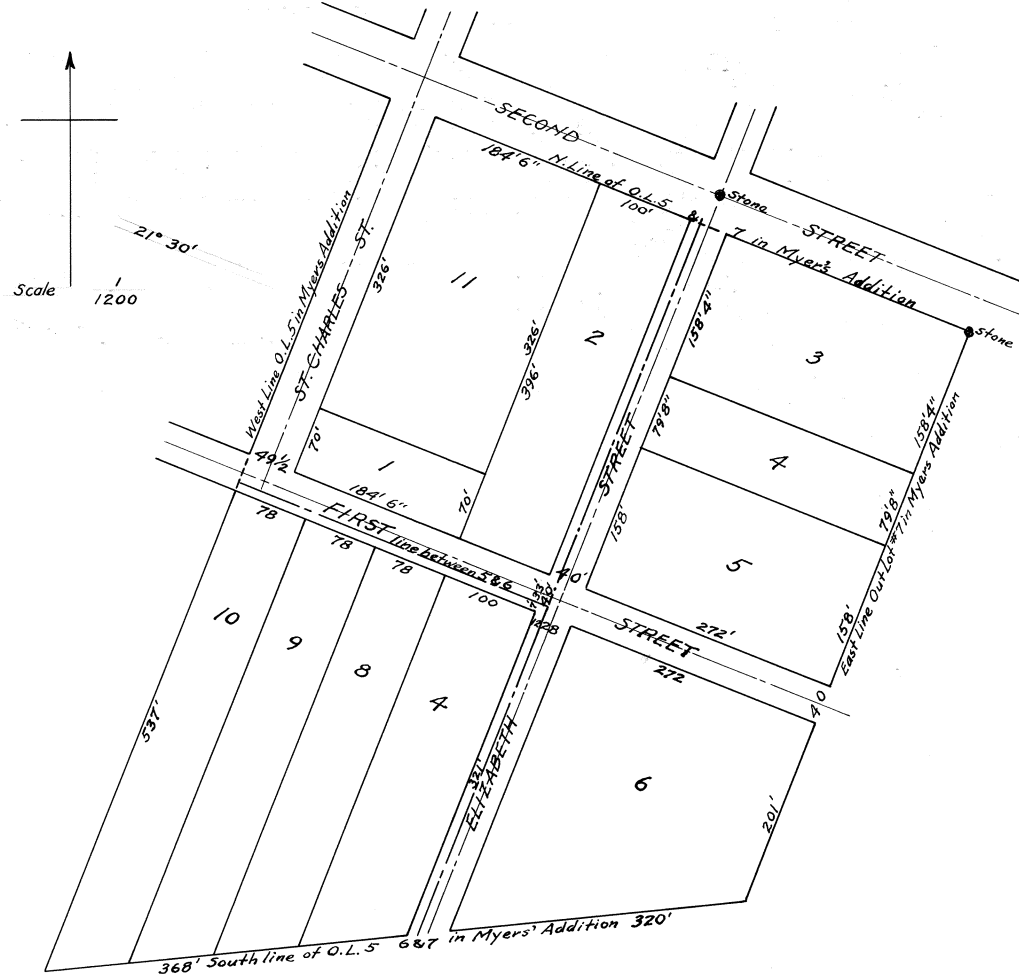 SECOND
184'6" N. Line of O.L.5
100'
&
7 in Myer's Addition
Stone
STREET
Stone
21° 30'
Scale 1/1200
West Line O.L.5 in Myers Addition
ST. CHARLES ST.
326'
11
326'
396'
2
158'4"
3
158'4"
79'8"
4
79'8"
STREET
70'
1
70'
184'6"
49½
158'
5
158'
East Line Out Lot #7 in Myers Addition
78
FIRST
line between 5 & 6
78
78
100
40'
33'
STREET
272'
272
40
10
9
8
4
6
537'
321'
ELIZABETH
201'
368' South line of O.L.5 6&7 in Myers' Addition 320'